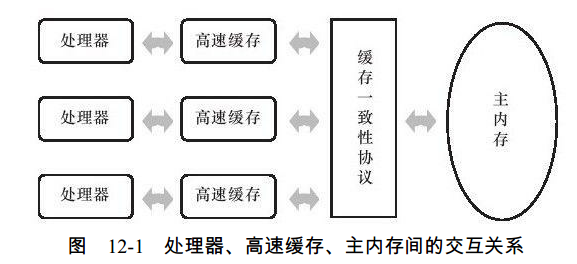 处理器
高速缓存
处理器
高速缓存
处理器
高速缓存
缓存一致性协议
主内存
图 12-1 处理器、高速缓存、主内存间的交互关系